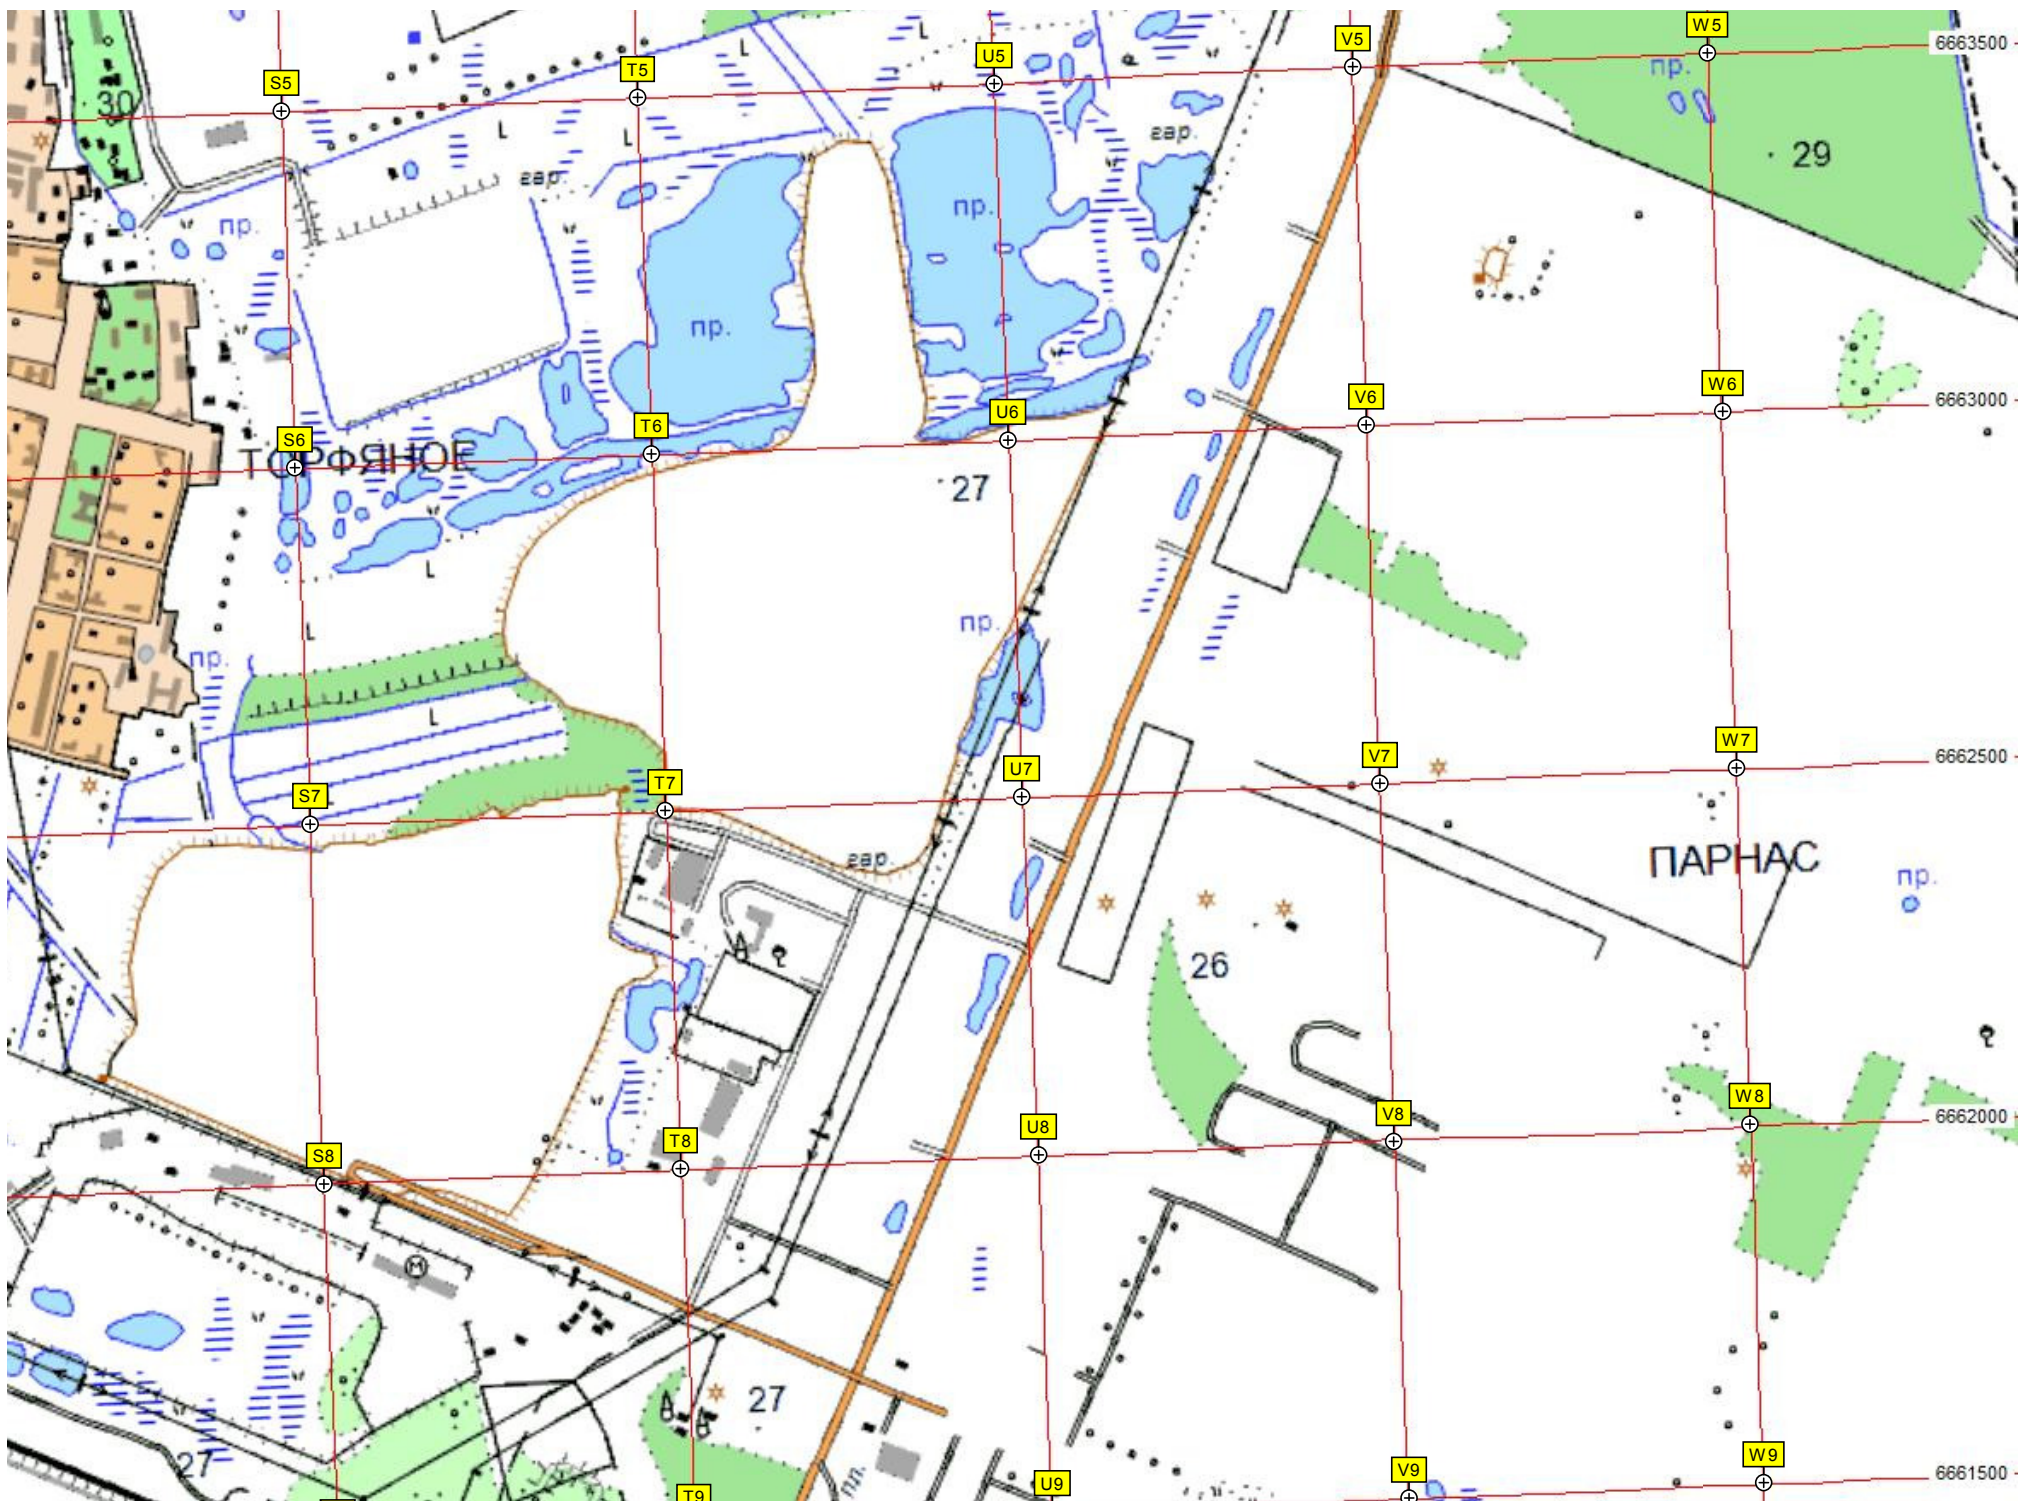 W5
V5
6663500
U5
T5
S5
пр.
30
гар.
29
гар.
пр.
пр.
пр.
W6
V6
6663000
U6
T6
S6
ТОРФЯНОЕ
27
пр.
пр.
W7
V7
6662500
U7
T7
S7
гар.
ПАРНАС
пр.
26
W8
V8
6662000
U8
T8
S8
М
27
27
пл.
W9
V9
6661500
U9
T9